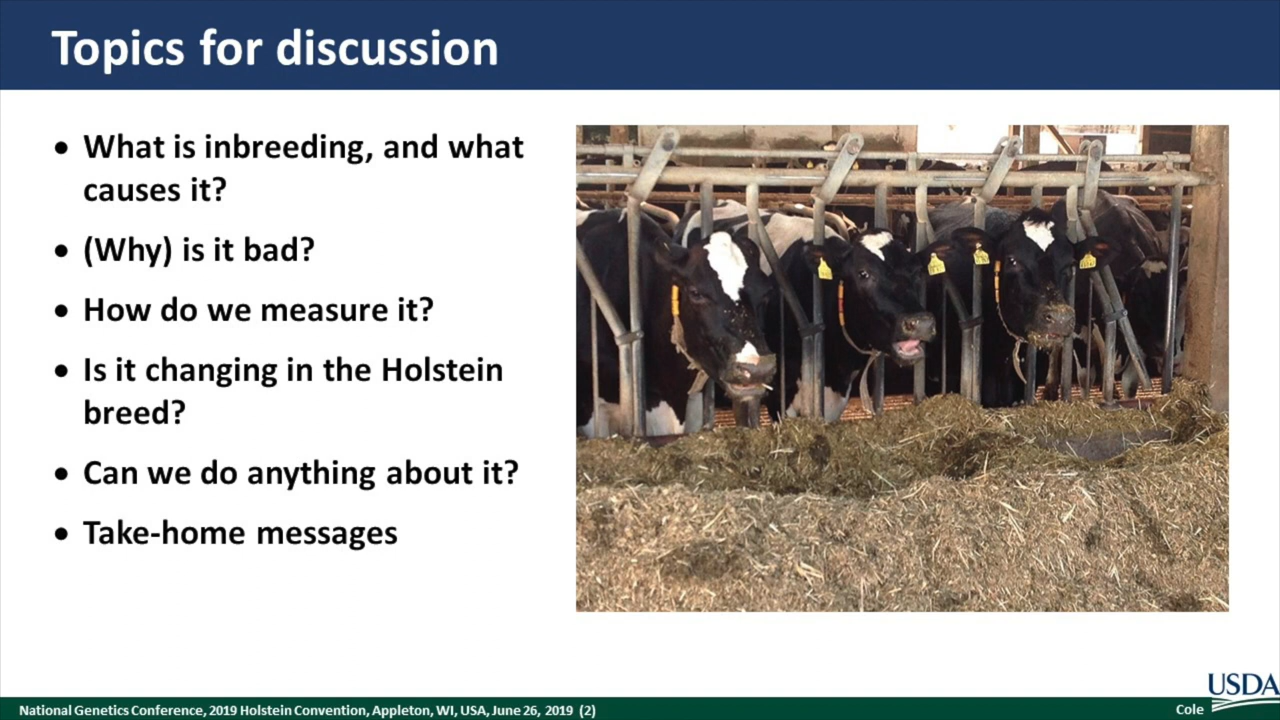 Topics for discussion
• What is inbreeding, and what
causes it?
• (Why) is it bad?
• How do we measure it?
• Is it changing in the Holstein
breed?
• Can we do anything about it?
• Take-home messages
National Genetics Conference, 2019 Holstein Convention, Appleton, WI, USA, June 26, 2019 (2)
Cole
USDA